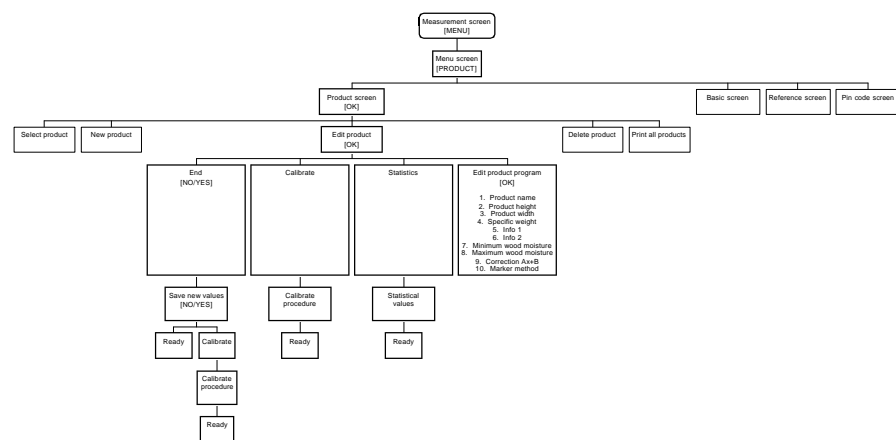 Measurement screen
[MENU]
Menu screen
[PRODUCT]
Product screen
[OK]
Basic screen
Reference screen
Pin code screen
Select product
New product
Edit product
[OK]
Delete product
Print all products
End
[NO/YES]
Calibrate
Statistics
Edit product program
[OK]
1. Product name
2. Product height
3. Product width
4. Specific weight
5. Info 1
6. Info 2
7. Minimum wood moisture
8. Maximum wood moisture
9. Correction Ax+B
10. Marker method
Save new values
[NO/YES]
Calibrate
procedure
Statistical
values
Ready
Calibrate
Ready
Ready
Calibrate
procedure
Ready